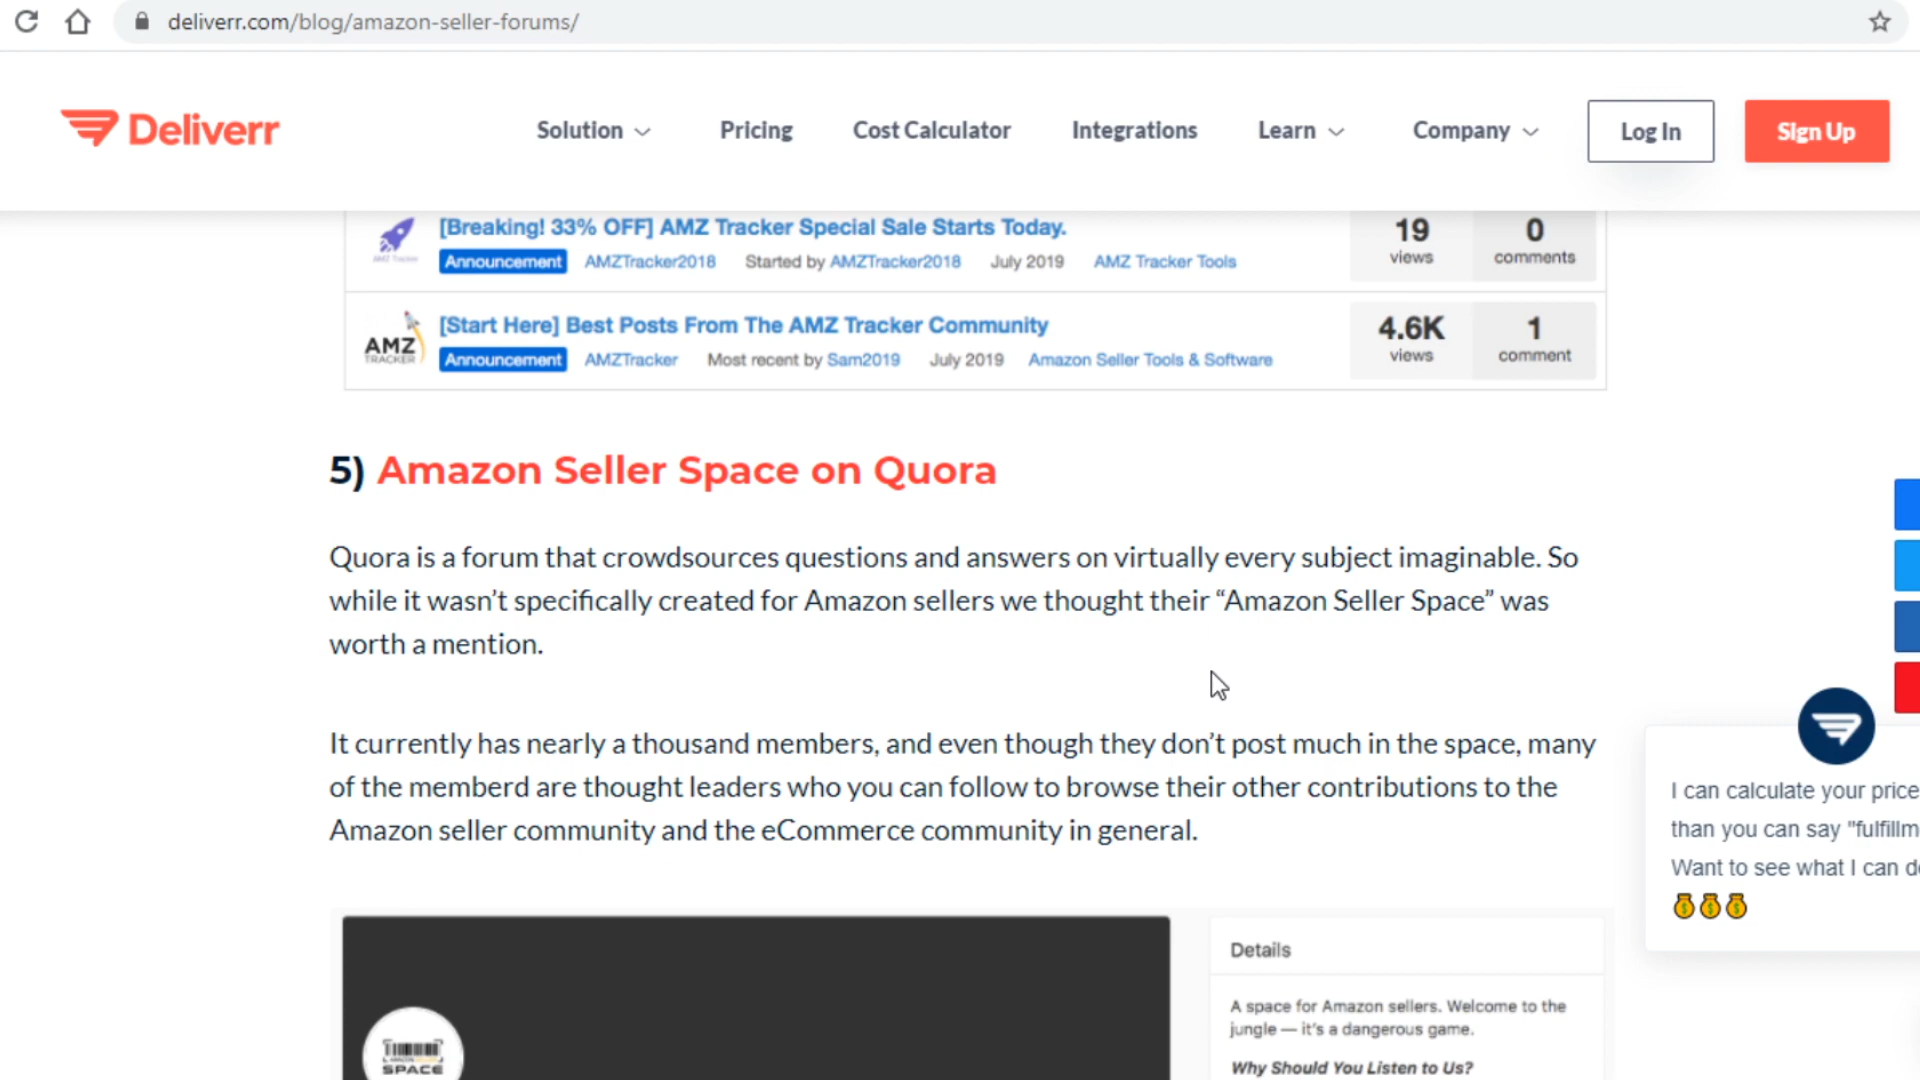 deliverr.com/blog/amazon-seller-forums/
Deliverr
Solution Pricing Cost Calculator Integrations Learn Company Log In Sign Up
[Breaking! 33% OFF] AMZ Tracker Special Sale Starts Today.
Announcement AMZTracker2018 Started by AMZTracker2018 July 2019 AMZ Tracker Tools
19 views 0 comments
[Start Here] Best Posts From The AMZ Tracker Community
AMZ TRACKER
Announcement AMZTracker Most recent by Sam2019 July 2019 Amazon Seller Tools & Software
4.6K views 1 comment
5) Amazon Seller Space on Quora
Quora is a forum that crowdsources questions and answers on virtually every subject imaginable. So
while it wasn’t specifically created for Amazon sellers we thought their “Amazon Seller Space” was
worth a mention.
It currently has nearly a thousand members, and even though they don’t post much in the space, many
of the memberd are thought leaders who you can follow to browse their other contributions to the
Amazon seller community and the eCommerce community in general.
I can calculate your price
than you can say "fulfillm
Want to see what I can d
Details
A space for Amazon sellers. Welcome to the
jungle — it's a dangerous game.
Why Should You Listen to Us?
SPACE